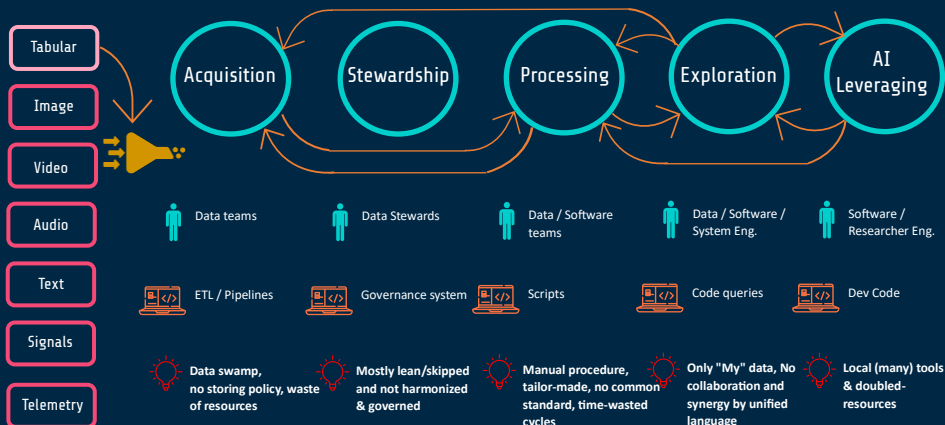 Tabular
Image
Video
Audio
Text
Signals
Telemetry
Acquisition
Stewardship
Processing
Exploration
AI
Leveraging
Data teams
Data Stewards
Data / Software
teams
Data / Software /
System Eng.
Software /
Researcher Eng.
ETL / Pipelines
Governance system
Scripts
Code queries
Dev Code
Data swamp,
no storing policy, waste
of resources
Mostly lean/skipped
and not harmonized
& governed
Manual procedure,
tailor-made, no common
standard, time-wasted
cycles
Only "My" data, No
collaboration and
synergy by unified
language
Local (many) tools
& doubled-
resources